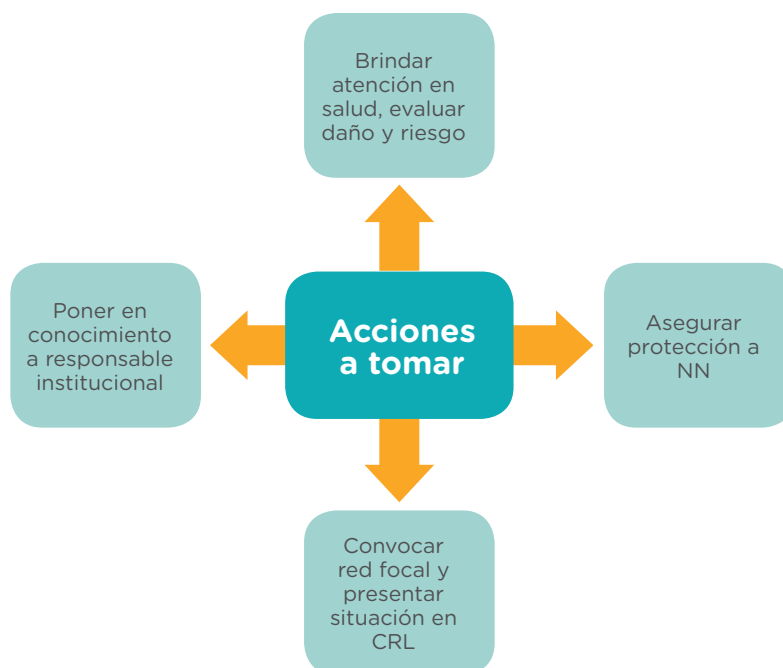 Brindar
atención en
salud, evaluar
daño y riesgo
Poner en
conocimiento
a responsable
institucional
Acciones
a tomar
Asegurar
protección a
NN
Convocar
red focal y
presentar
situación en
CRL